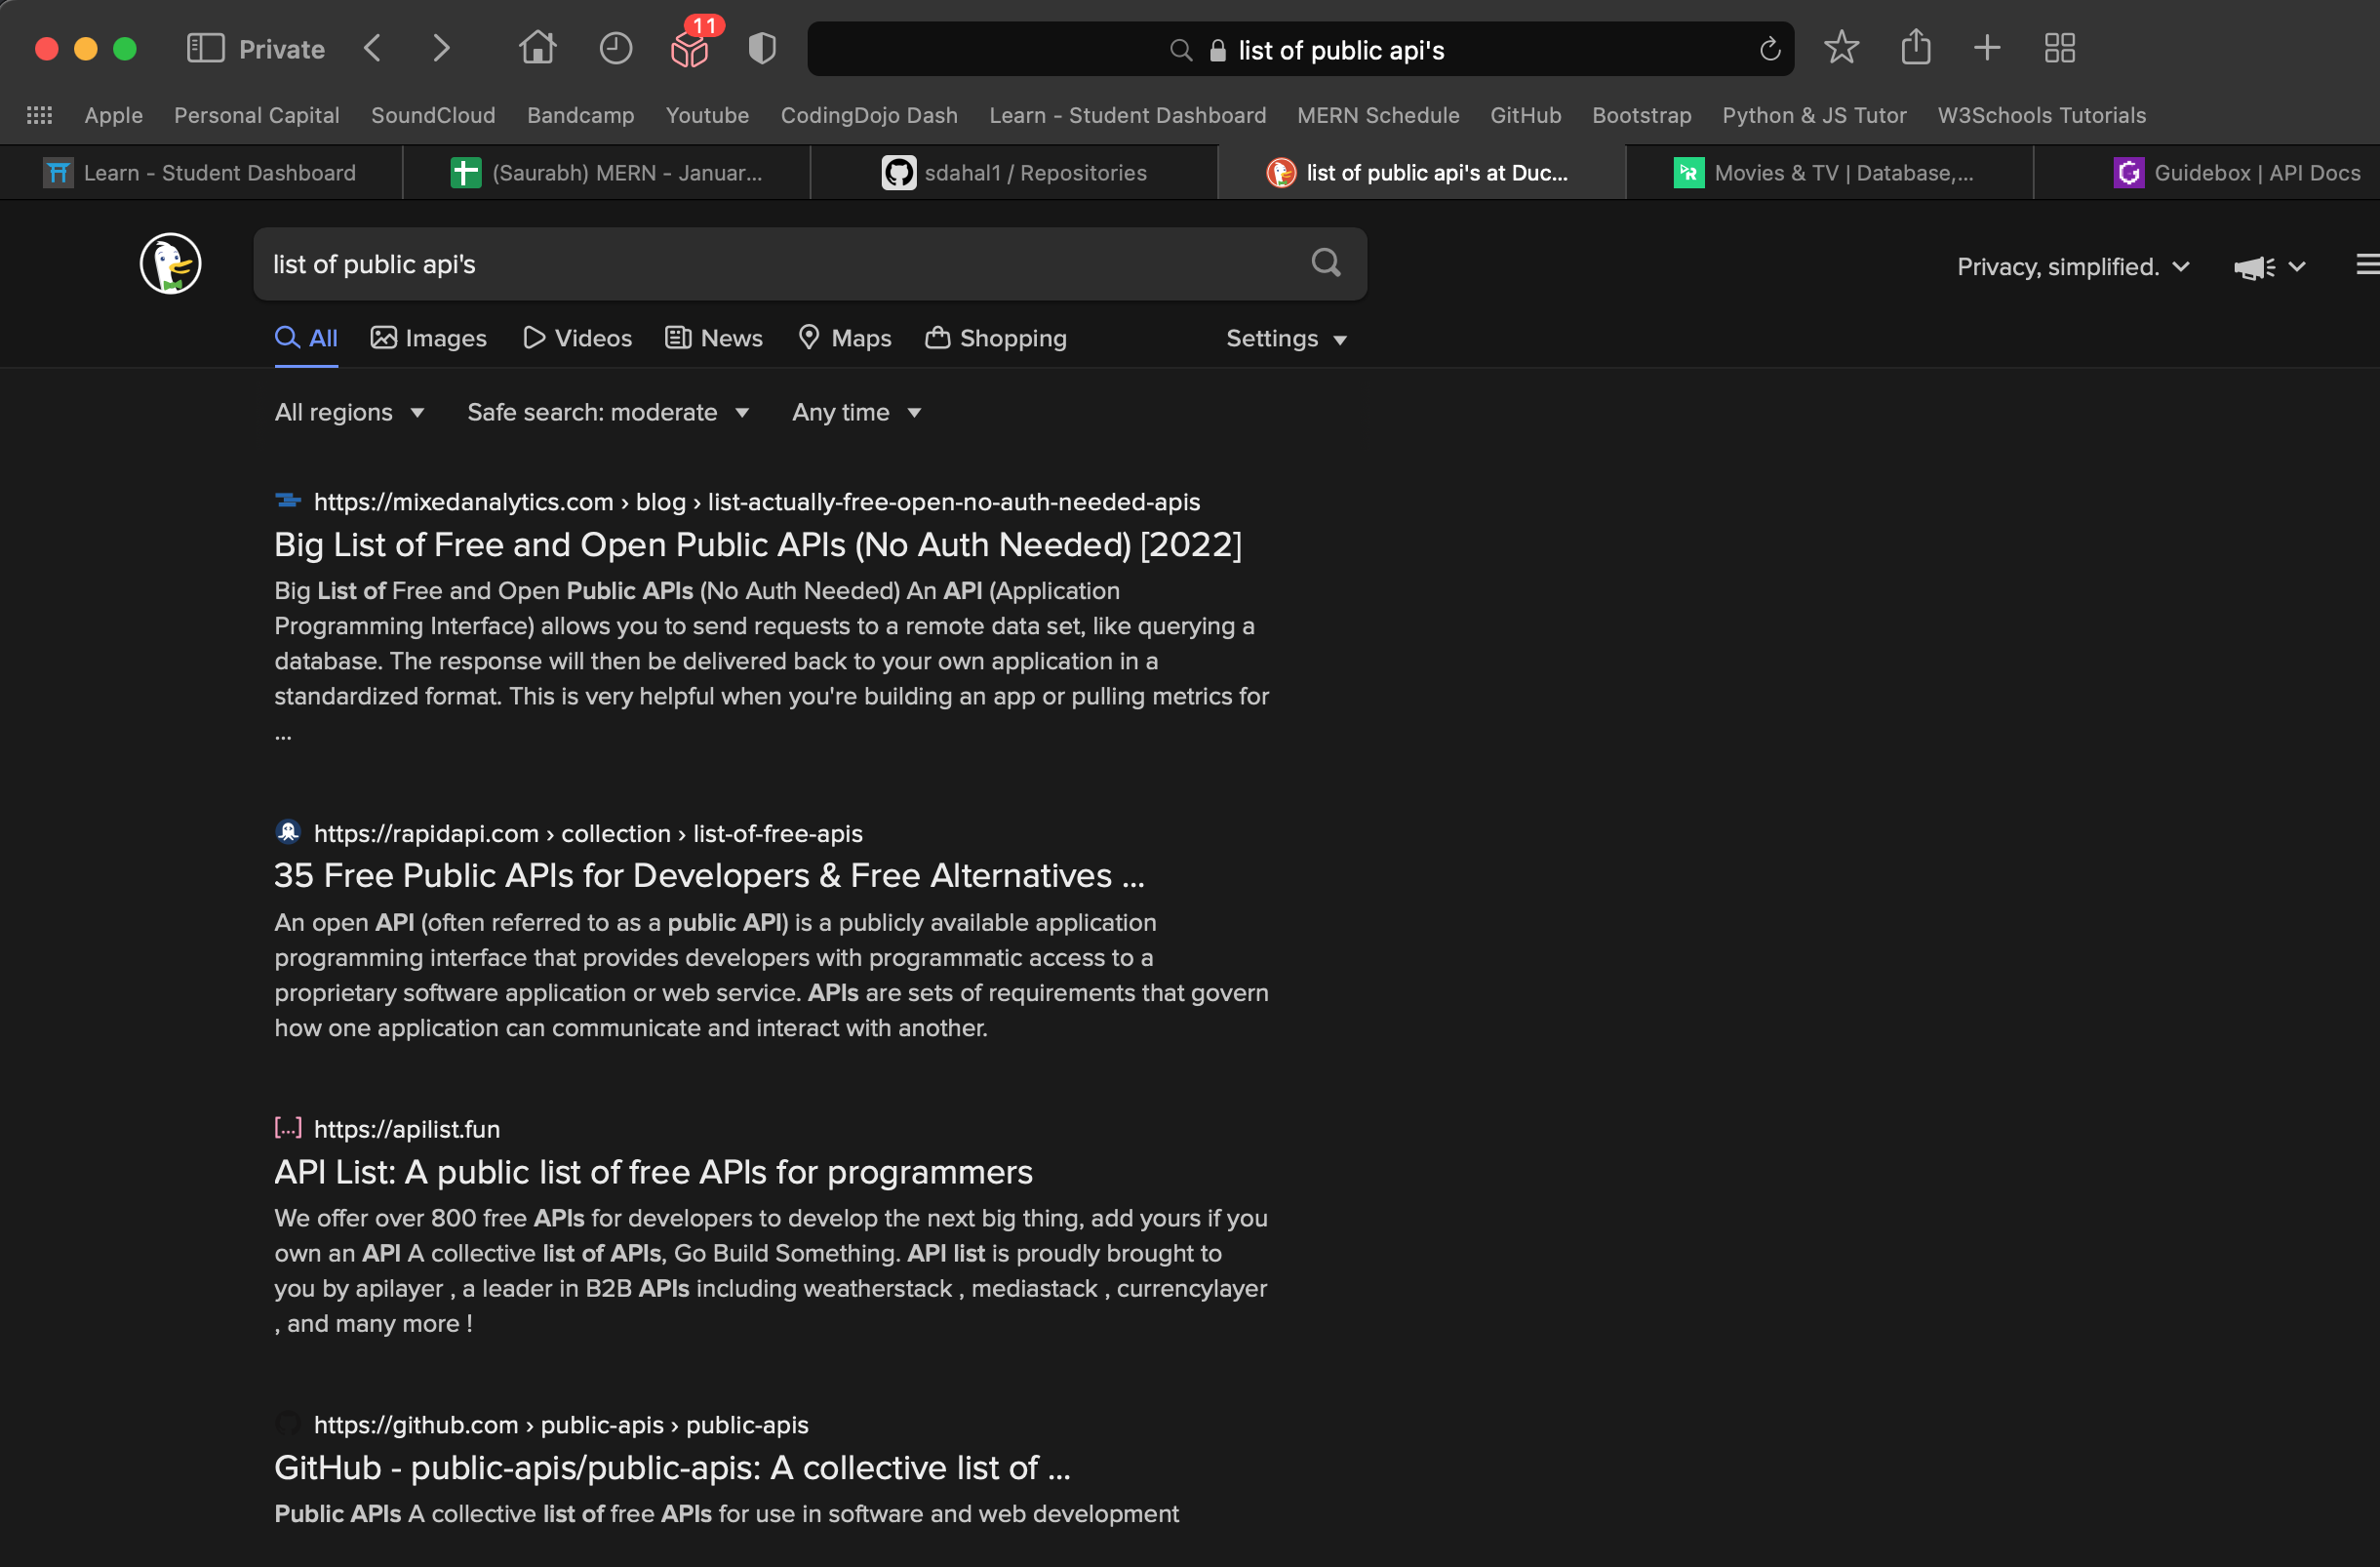 Private
11
list of public api's
Apple Personal Capital SoundCloud Bandcamp Youtube CodingDojo Dash Learn - Student Dashboard MERN Schedule GitHub Bootstrap Python & JS Tutor W3Schools Tutorials
Learn - Student Dashboard (Saurabh) MERN - Januar... sdahal1 / Repositories list of public api's at Duc... Movies & TV | Database,... Guidebox | API Docs
list of public api's
Privacy, simplified.
All Images Videos News Maps Shopping Settings
All regions Safe search: moderate Any time
https://mixedanalytics.com › blog › list-actually-free-open-no-auth-needed-apis
Big List of Free and Open Public APIs (No Auth Needed) [2022]
Big List of Free and Open Public APIs (No Auth Needed) An API (Application
Programming Interface) allows you to send requests to a remote data set, like querying a
database. The response will then be delivered back to your own application in a
standardized format. This is very helpful when you're building an app or pulling metrics for
...
https://rapidapi.com › collection › list-of-free-apis
35 Free Public APIs for Developers & Free Alternatives ...
An open API (often referred to as a public API) is a publicly available application
programming interface that provides developers with programmatic access to a
proprietary software application or web service. APIs are sets of requirements that govern
how one application can communicate and interact with another.
[...] https://apilist.fun
API List: A public list of free APIs for programmers
We offer over 800 free APIs for developers to develop the next big thing, add yours if you
own an API A collective list of APIs, Go Build Something. API list is proudly brought to
you by apilayer , a leader in B2B APIs including weatherstack , mediastack , currencylayer
, and many more !
https://github.com › public-apis › public-apis
GitHub - public-apis/public-apis: A collective list of ...
Public APIs A collective list of free APIs for use in software and web development